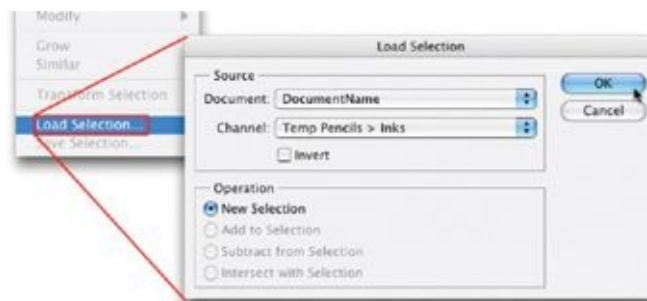 Modify
Grow
Similar
Transform Selection
Load Selection...
Save Selection...
Load Selection
Source
Document: DocumentName
Channel: Temp Pencils > Inks
Invert
OK
Cancel
Operation
New Selection
Add to Selection
Subtract from Selection
Intersect with Selection